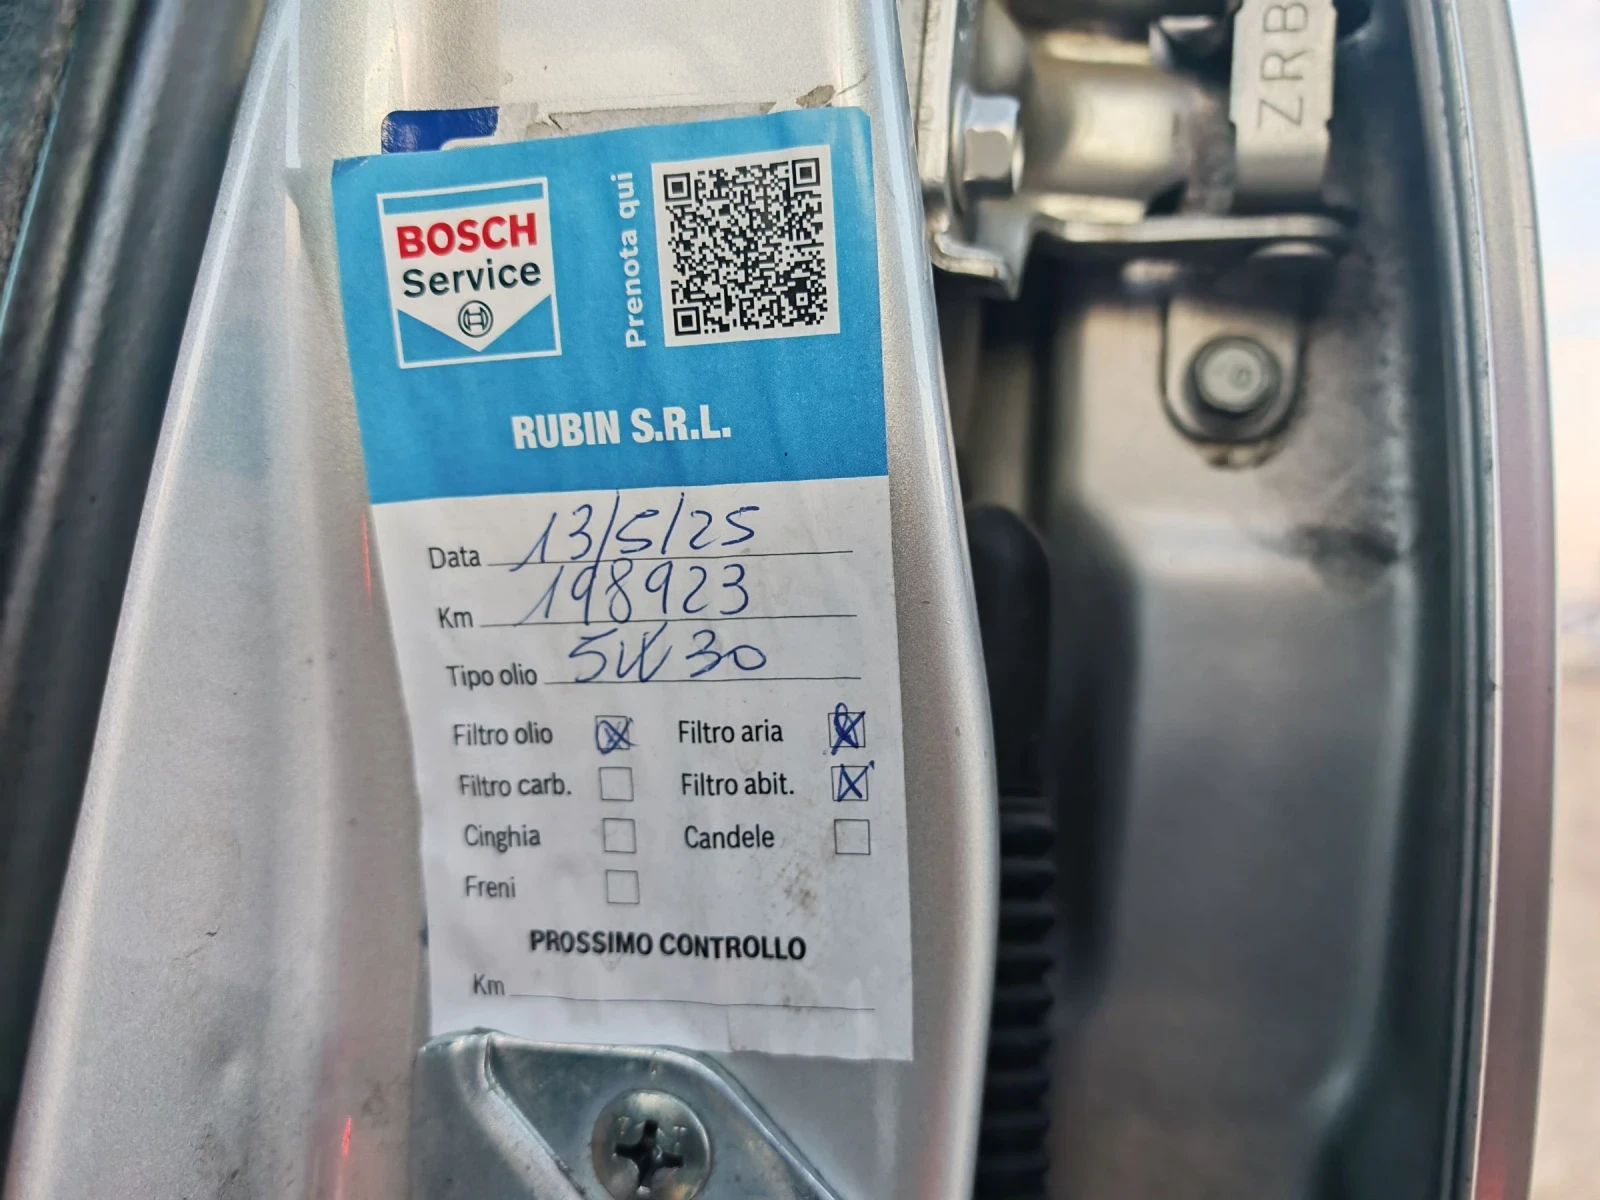 ZRB
BOSCH
Service
Prenota qui
RUBIN S.R.L.
Data 13/5/25
Km 198923
Tipo olio 5W30
Filtro olio Filtro aria
Filtro carb. Filtro abit.
Cinghia Candele
Freni
PROSSIMO CONTROLLO
Km